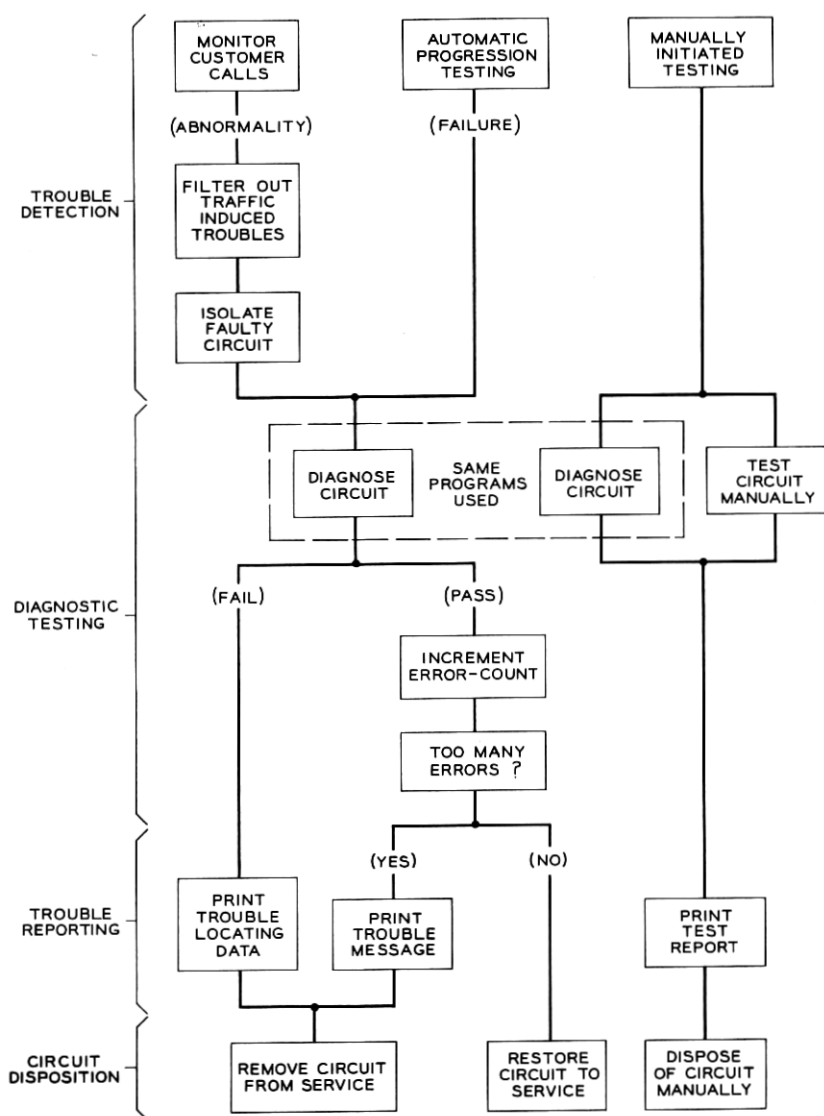 MONITOR
CUSTOMER
CALLS
AUTOMATIC
PROGRESSION
TESTING
MANUALLY
INITIATED
TESTING
(ABNORMALITY)
(FAILURE)
TROUBLE
DETECTION
FILTER OUT
TRAFFIC
INDUCED
TROUBLES
ISOLATE
FAULTY
CIRCUIT
DIAGNOSE
CIRCUIT
SAME
PROGRAMS
USED
DIAGNOSE
CIRCUIT
TEST
CIRCUIT
MANUALLY
DIAGNOSTIC
TESTING
(FAIL)
(PASS)
INCREMENT
ERROR-COUNT
TOO MANY
ERRORS ?
(YES)
(NO)
TROUBLE
REPORTING
PRINT
TROUBLE
LOCATING
DATA
PRINT
TROUBLE
MESSAGE
PRINT
TEST
REPORT
CIRCUIT
DISPOSITION
REMOVE CIRCUIT
FROM SERVICE
RESTORE
CIRCUIT TO
SERVICE
DISPOSE
OF CIRCUIT
MANUALLY